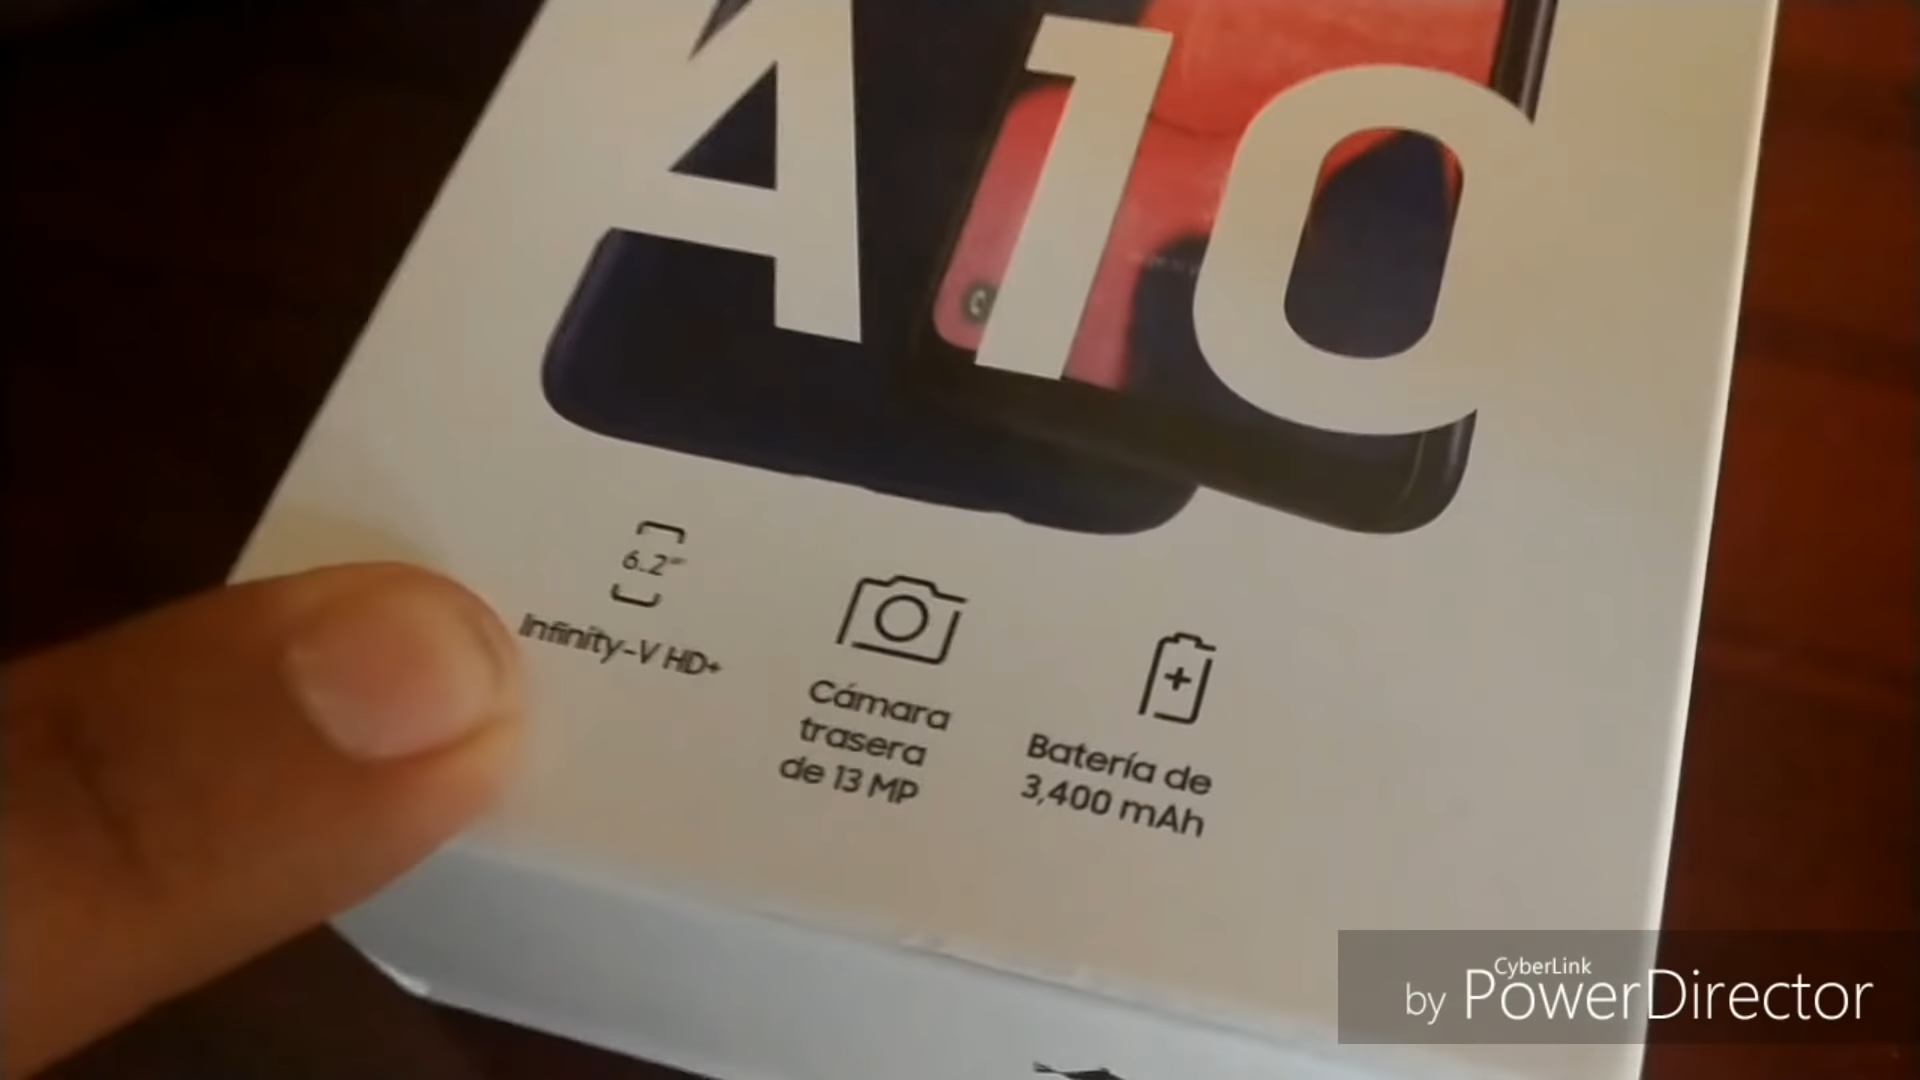 A10
6.2"
Infinity-V HD+
Cámara
trasera
de 13 MP
Batería de
3,400 mAh
CyberLink
by PowerDirector